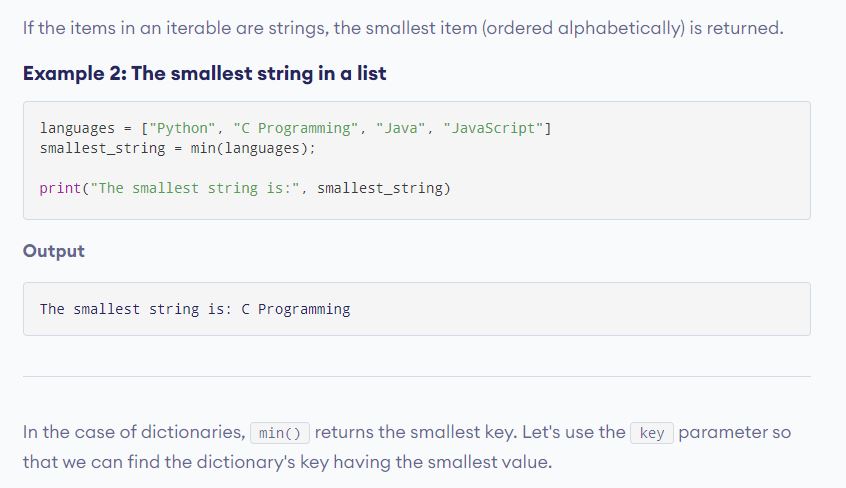 If the items in an iterable are strings, the smallest item (ordered alphabetically) is returned.
Example 2: The smallest string in a list
languages = ["Python", "C Programming", "Java", "JavaScript"]
smallest_string = min(languages);
print("The smallest string is:", smallest_string)
Output
The smallest string is: C Programming
In the case of dictionaries, min() returns the smallest key. Let's use the key parameter so
that we can find the dictionary's key having the smallest value.